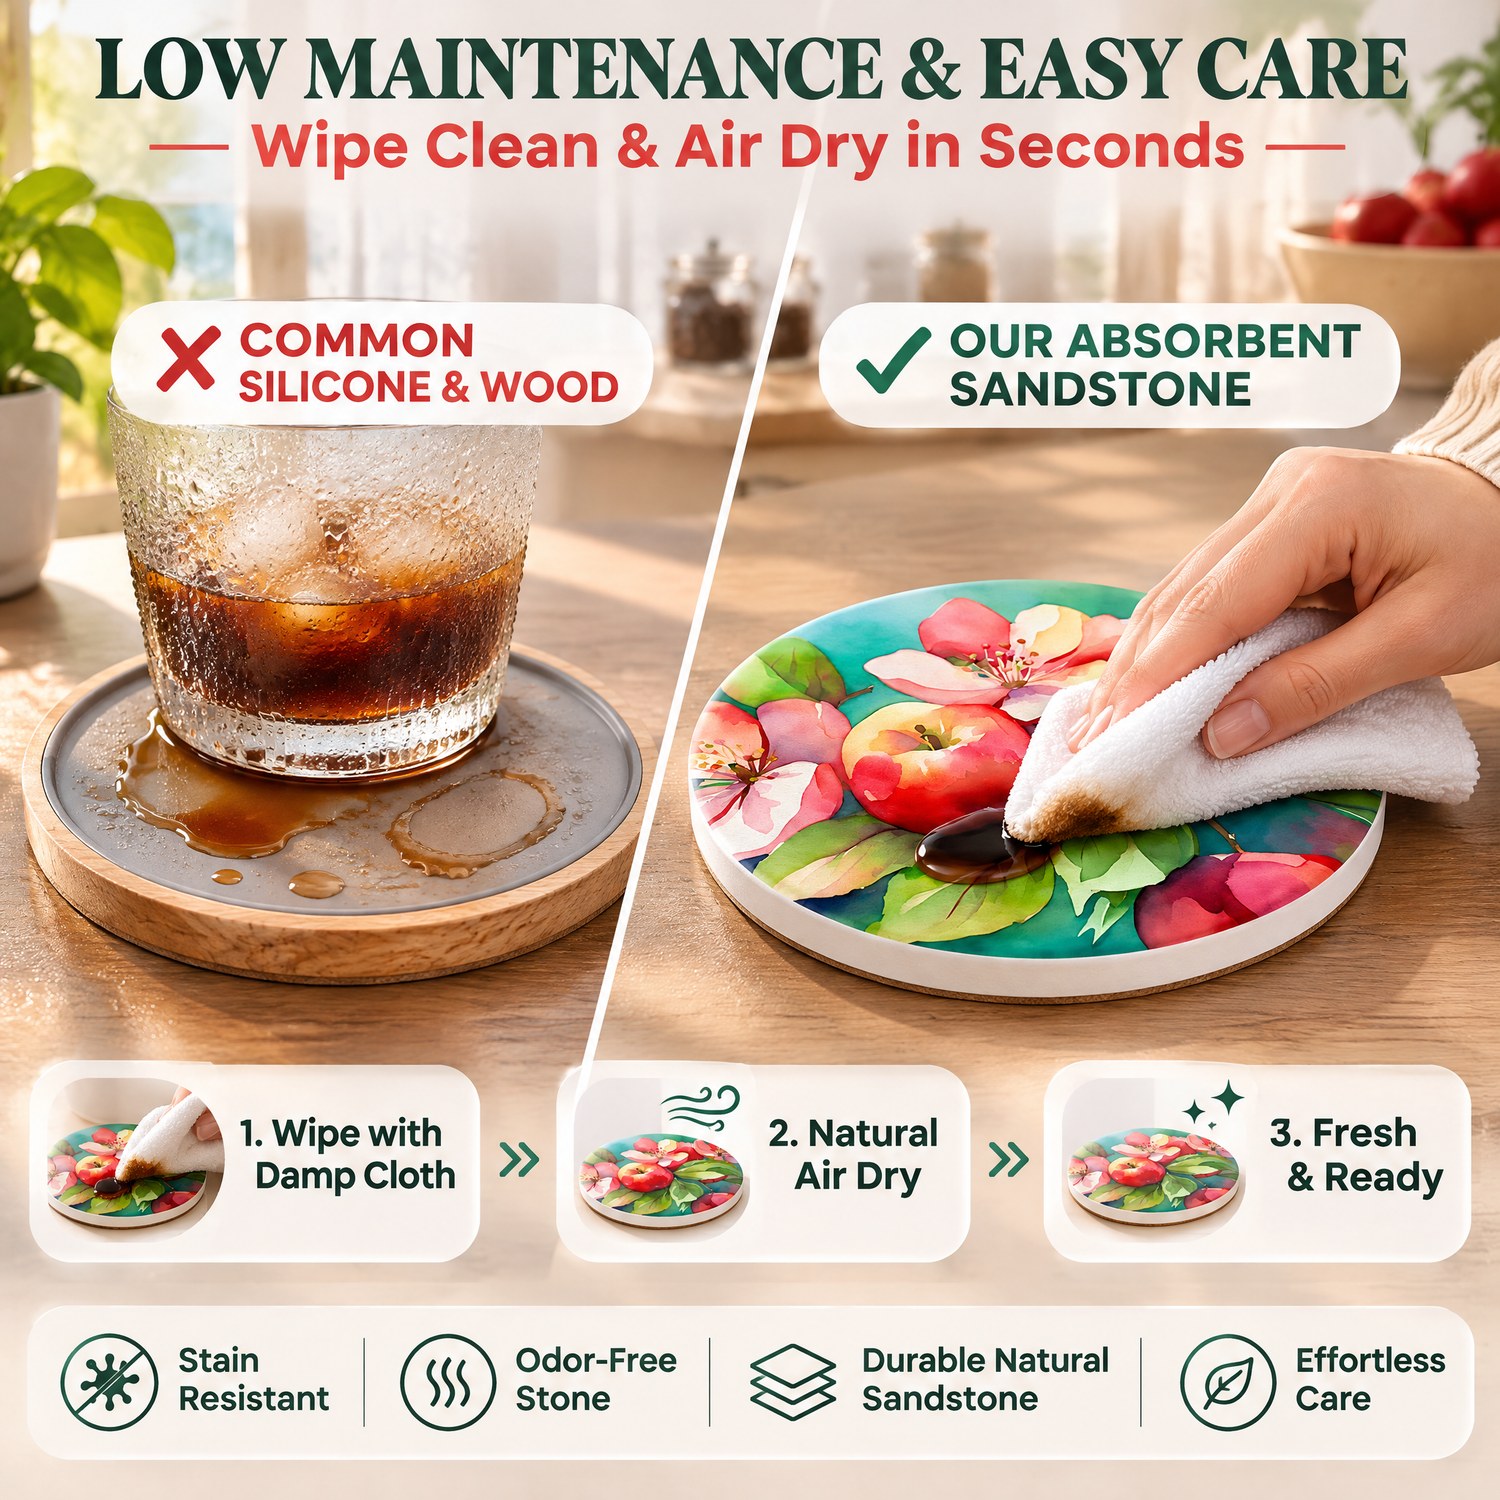 LOW MAINTENANCE & EASY CARE
Wipe Clean & Air Dry in Seconds
COMMON
SILICONE & WOOD
OUR ABSORBENT
SANDSTONE
1. Wipe with
Damp Cloth
2. Natural
Air Dry
3. Fresh
& Ready
Stain
Resistant
Odor-Free
Stone
Durable Natural
Sandstone
Effortless
Care